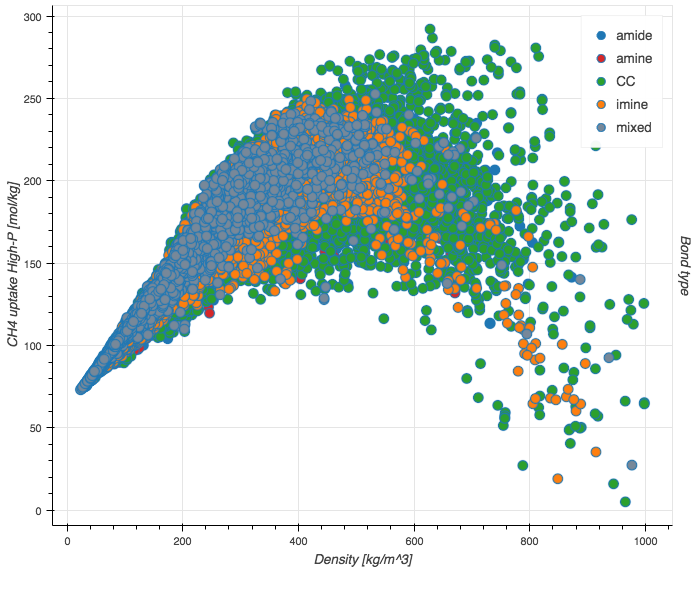 300
250
200
150
100
50
0
CH4 uptake High-P [mol/kg]
0
200
400
600
800
1000
Density [kg/m^3]
amide
amine
CC
imine
mixed
Bond type